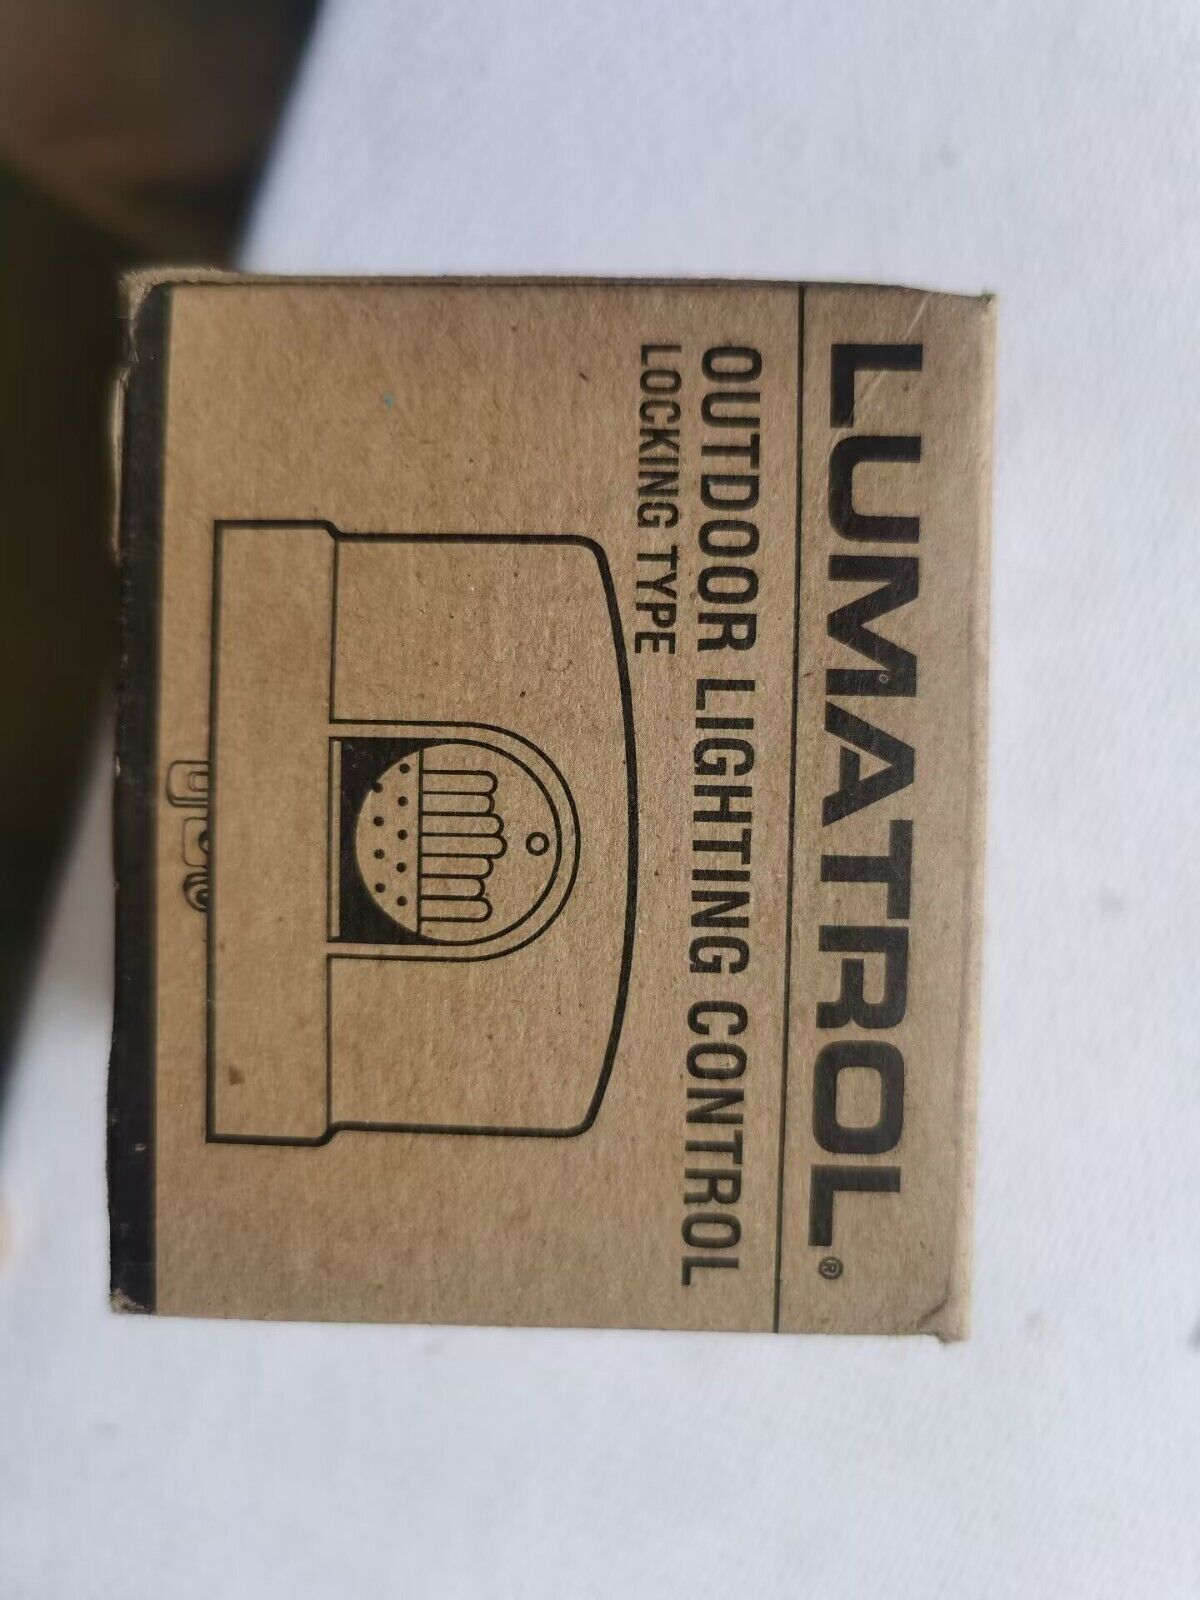 LUMATROL®
OUTDOOR LIGHTING CONTROL
LOCKING TYPE